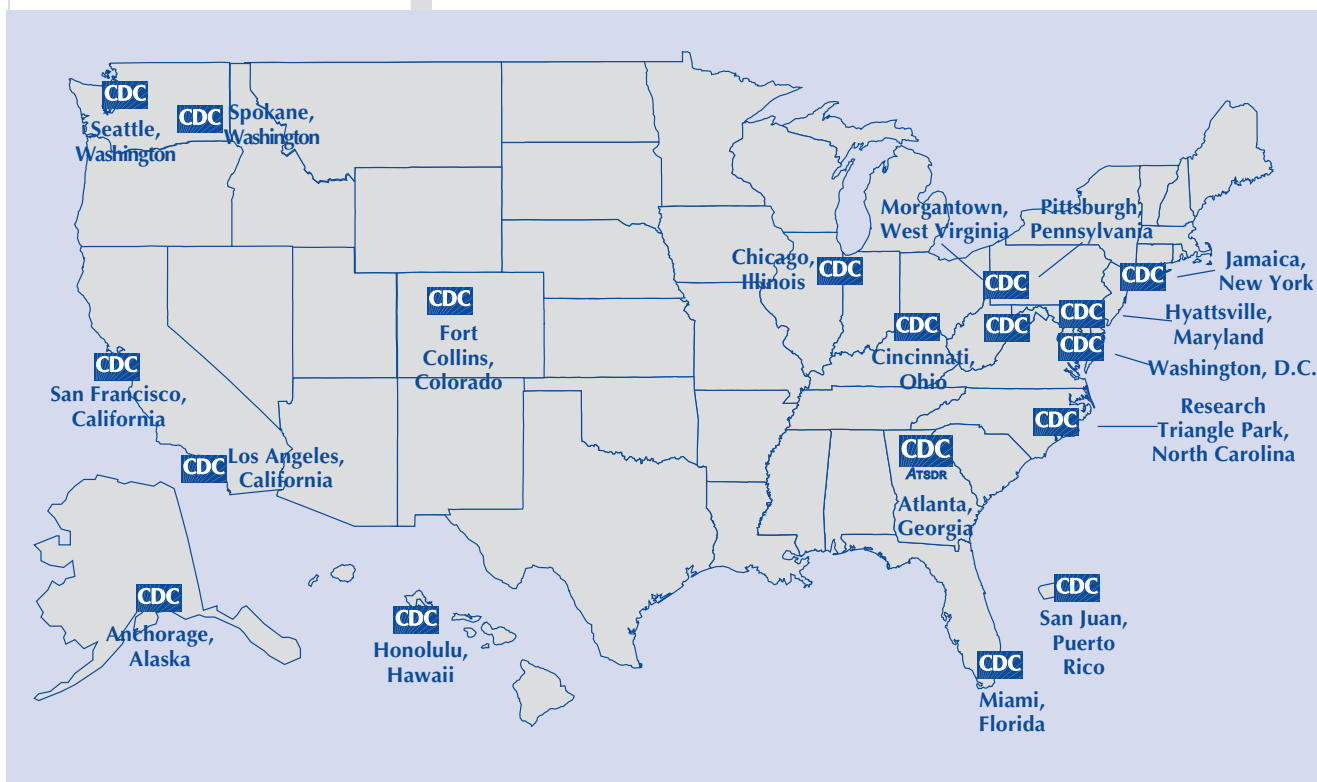 CDC
Seattle,
Washington
CDC
Spokane,
Washington
Morgantown,
West Virginia
Pittsburgh,
Pennsylvania
Chicago,
Illinois
CDC
CDC
CDC
Jamaica,
New York
CDC
Fort
Collins,
Colorado
CDC
Cincinnati,
Ohio
CDC
CDC
Hyattsville,
Maryland
CDC
Washington, D.C.
CDC
San Francisco,
California
CDC
Research
Triangle Park,
North Carolina
CDC
Los Angeles,
California
CDC
ATSDR
Atlanta,
Georgia
CDC
Anchorage,
Alaska
CDC
Honolulu,
Hawaii
CDC
San Juan,
Puerto
Rico
CDC
Miami,
Florida